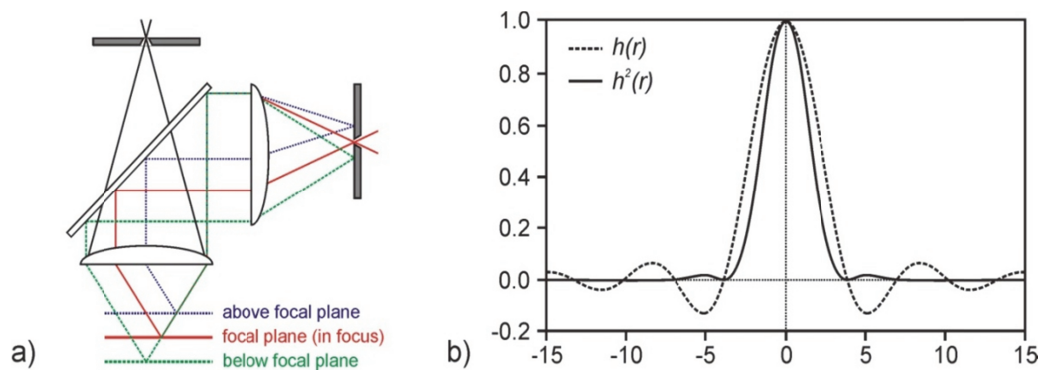 above focal plane
focal plane (in focus)
below focal plane
a)
b)
h(r)
h²(r)
1.0
0.8
0.6
0.4
0.2
0.0
-0.2
-15 -10 -5 0 5 10 15